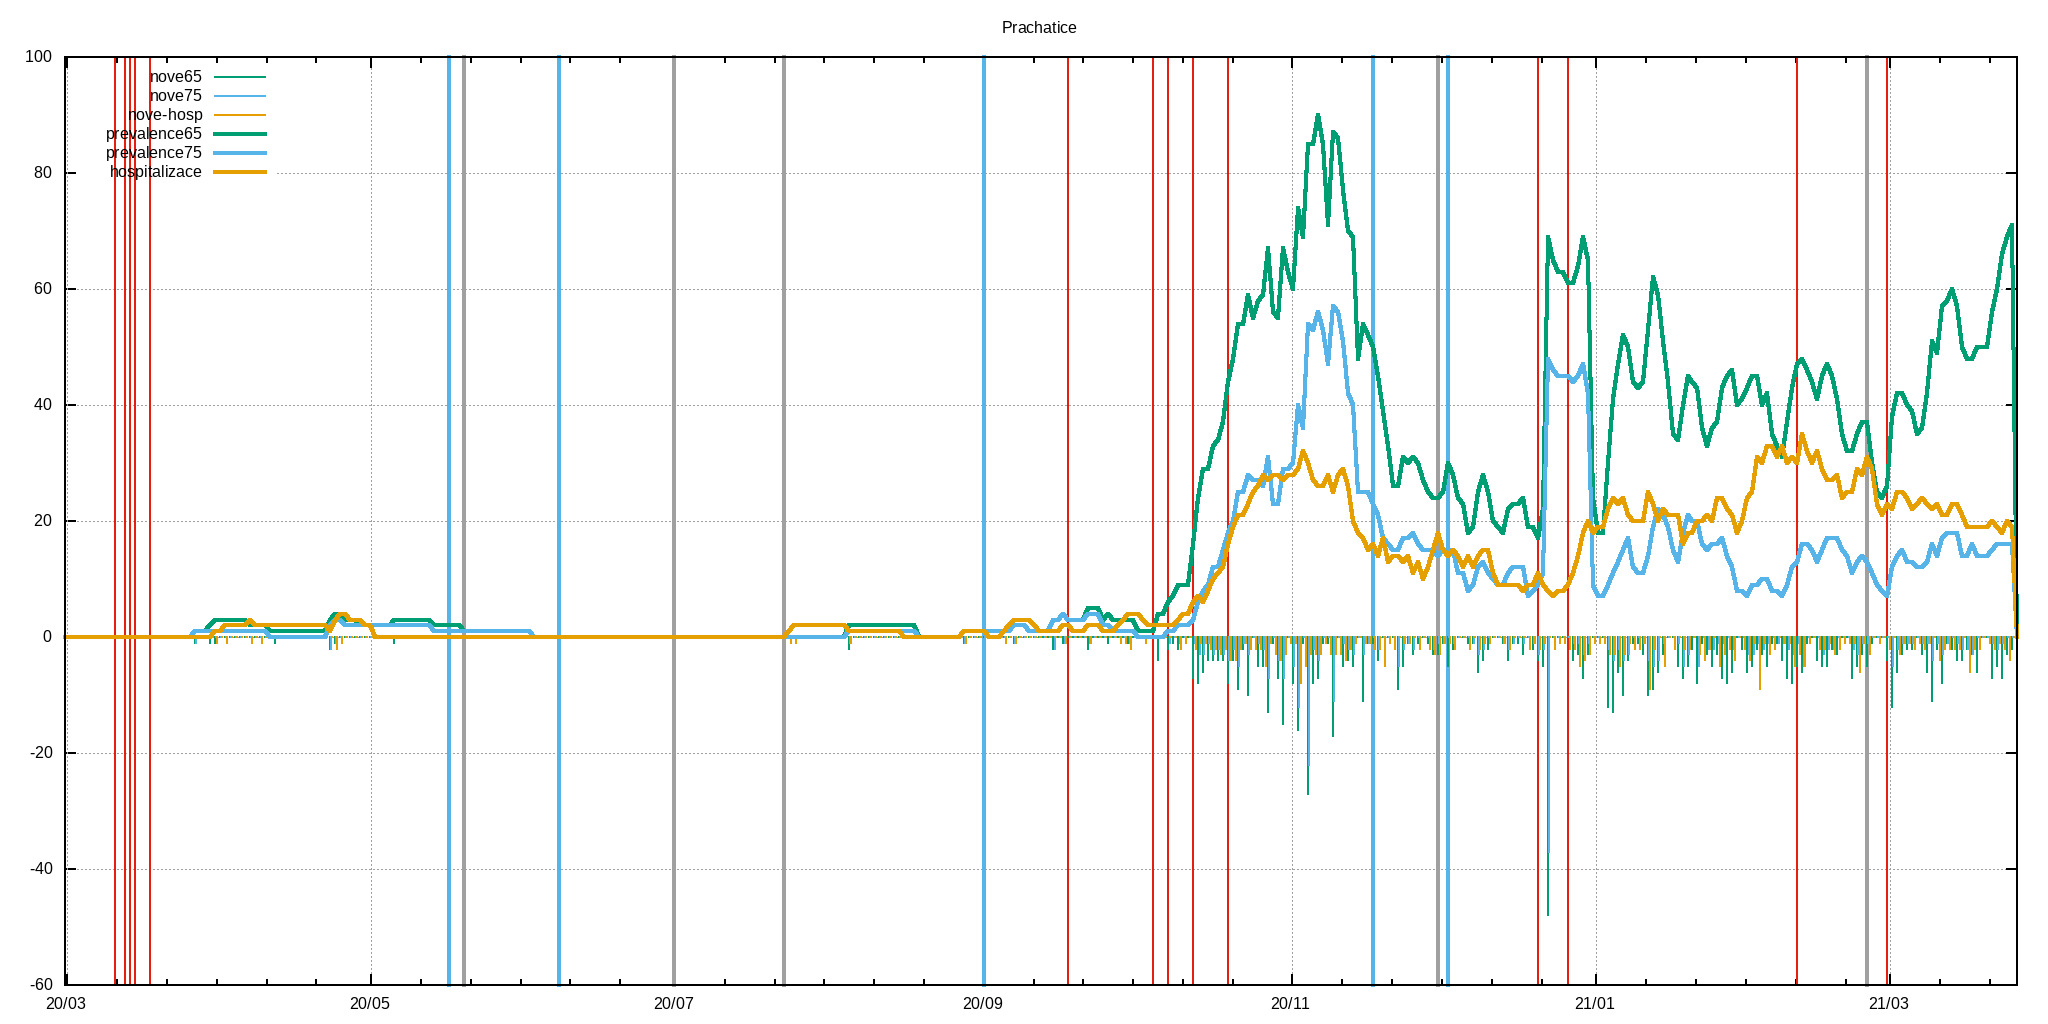 Prachatice
100
nove65
nove75
nove-hosp
prevalence65
prevalence75
hospitalizace
80
60
40
20
0
-20
-40
-60
20/03 20/05 20/07 20/09 20/11 21/01 21/03